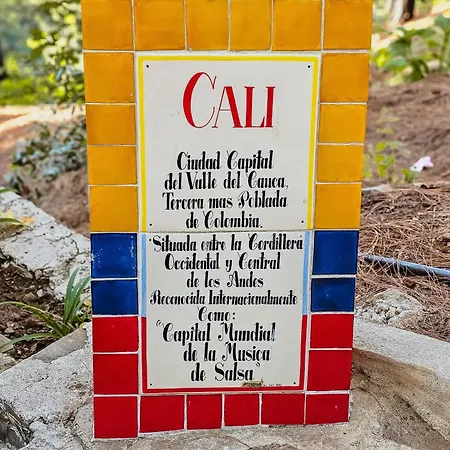 Cali
Ciudad Capital
del Valle del Cauca,
Tercera mas Poblada
de Colombia.
Situada entre la Cordillera
Occidental y Central
de los Andes
Reconocida Internacionalmente
Como:
"Capital Mundial
de la Musica
de Salsa"